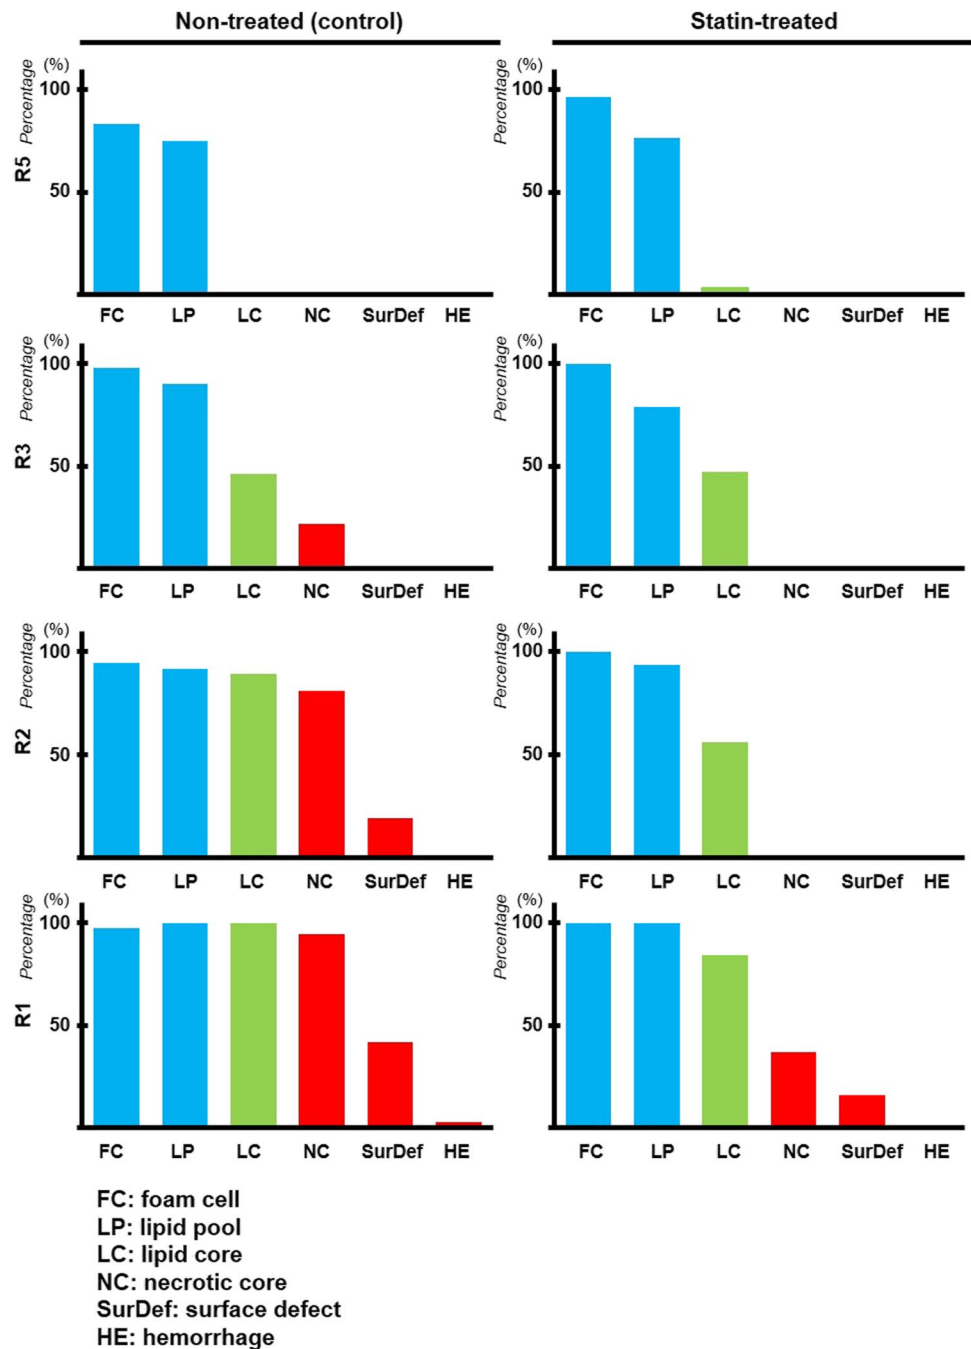 Non-treated (control) Statin-treated
(%) (%)
Percentage Percentage
100 100
R5
50 50
FC LP LC NC SurDef HE FC LP LC NC SurDef HE
(%) (%)
Percentage Percentage
100 100
R3
50 50
FC LP LC NC SurDef HE FC LP LC NC SurDef HE
(%) (%)
Percentage Percentage
100 100
R2
50 50
FC LP LC NC SurDef HE FC LP LC NC SurDef HE
(%) (%)
Percentage Percentage
100 100
R1
50 50
FC LP LC NC SurDef HE FC LP LC NC SurDef HE
FC: foam cell
LP: lipid pool
LC: lipid core
NC: necrotic core
SurDef: surface defect
HE: hemorrhage